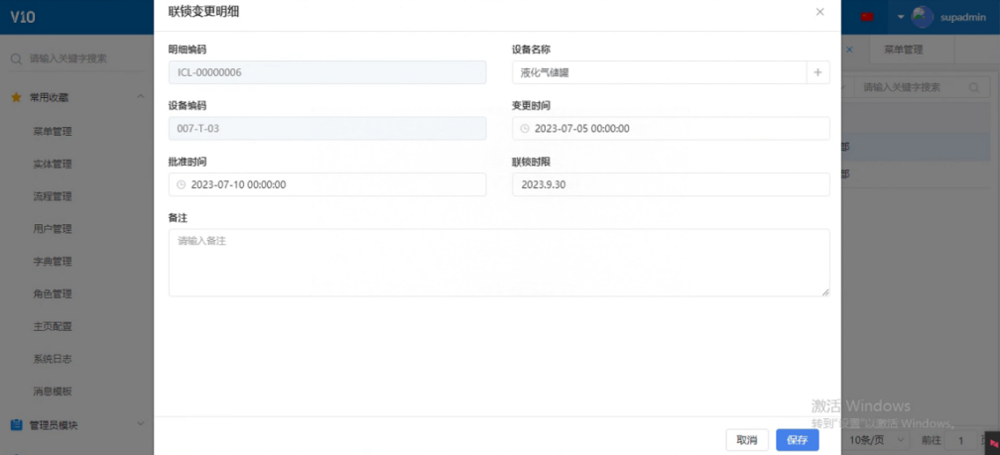 V10
联锁变更明细
supadmin
请输入关键字搜索
菜单管理
请输入关键字搜索
常用收藏
菜单管理
实体管理
流程管理
用户管理
字典管理
角色管理
主页配置
系统日志
消息模板
管理员模块
明细编码
设备名称
ICL-00000006
液化气储罐
设备编码
变更时间
007-T-03
2023-07-05 00:00:00
部
批准时间
联锁时限
部
2023-07-10 00:00:00
2023.9.30
备注
请输入备注
激活 Windows
转到"设置"以激活 Windows。
取消
保存
10条/页
前往
1
页